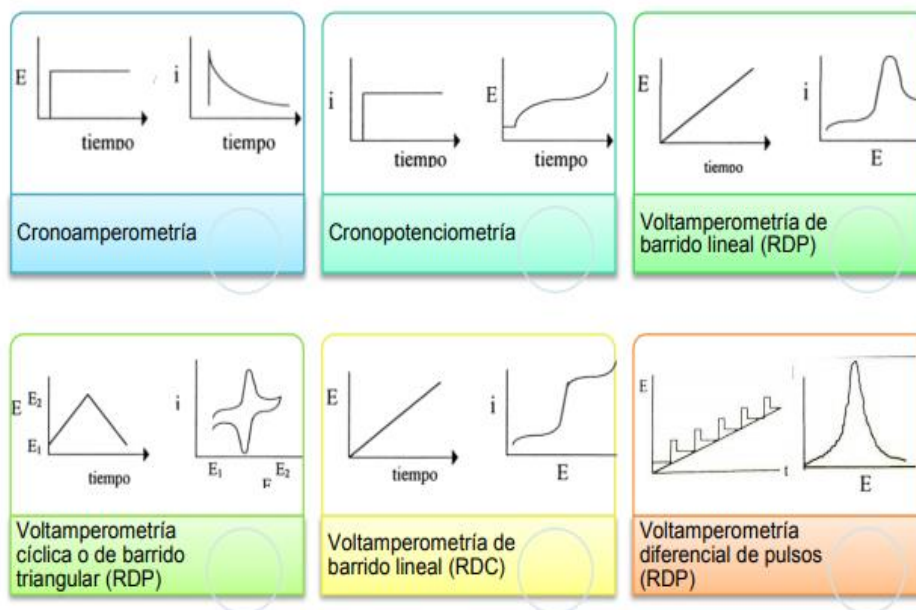 E
tiempo
i
tiempo
Cronoamperometría
i
tiempo
E
tiempo
Cronopotenciometría
E
tiempo
i
E
Voltamperometría de
barrido lineal (RDP)
E
E₂
E₁
tiempo
i
E₁
E₂
E
Voltamperometría
cíclica o de barrido
triangular (RDP)
E
tiempo
i
E
Voltamperometría de
barrido lineal (RDC)
E
t
E
Voltamperometría
diferencial de pulsos
(RDP)